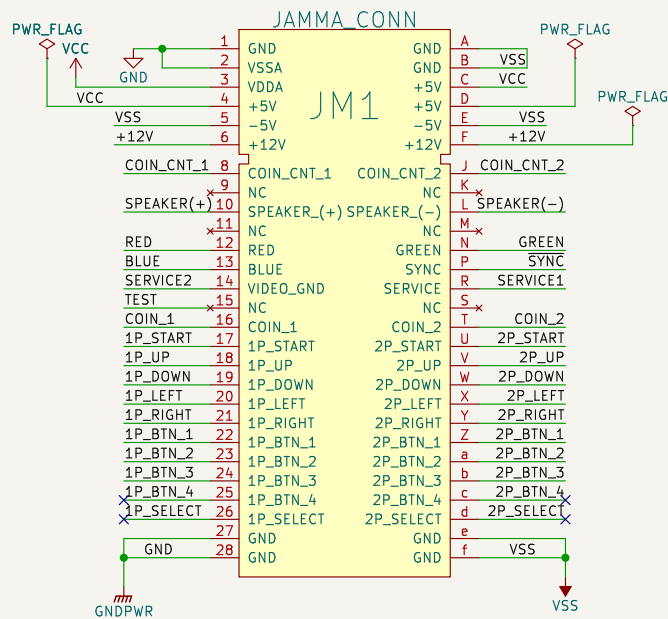 JAMMA_CONN
PWR_FLAG PWR_FLAG
VCC
1 GND GND A
GND 2 VSSA GND B VSS
3 VDDA +5V C VCC
VCC 4 +5V +5V D
PWR_FLAG
JM1
VSS 5 -5V -5V E VSS
+12V 6 +12V +12V F +12V
COIN_CNT_1 8 COIN_CNT_1 COIN_CNT_2 J COIN_CNT_2
9 NC NC K
SPEAKER(+) 10 SPEAKER_(+) SPEAKER_(-) L SPEAKER(-)
11 NC NC M
RED 12 RED GREEN N GREEN
BLUE 13 BLUE SYNC P SYNC
SERVICE2 14 VIDEO_GND SERVICE R SERVICE1
TEST 15 NC NC S
COIN_1 16 COIN_1 COIN_2 T COIN_2
1P_START 17 1P_START 2P_START U 2P_START
1P_UP 18 1P_UP 2P_UP V 2P_UP
1P_DOWN 19 1P_DOWN 2P_DOWN W 2P_DOWN
1P_LEFT 20 1P_LEFT 2P_LEFT X 2P_LEFT
1P_RIGHT 21 1P_RIGHT 2P_RIGHT Y 2P_RIGHT
1P_BTN_1 22 1P_BTN_1 2P_BTN_1 Z 2P_BTN_1
1P_BTN_2 23 1P_BTN_2 2P_BTN_2 a 2P_BTN_2
1P_BTN_3 24 1P_BTN_3 2P_BTN_3 b 2P_BTN_3
1P_BTN_4 25 1P_BTN_4 2P_BTN_4 c 2P_BTN_4
1P_SELECT 26 1P_SELECT 2P_SELECT d 2P_SELECT
27 GND GND e
GND 28 GND GND f VSS
GNDPWR VSS